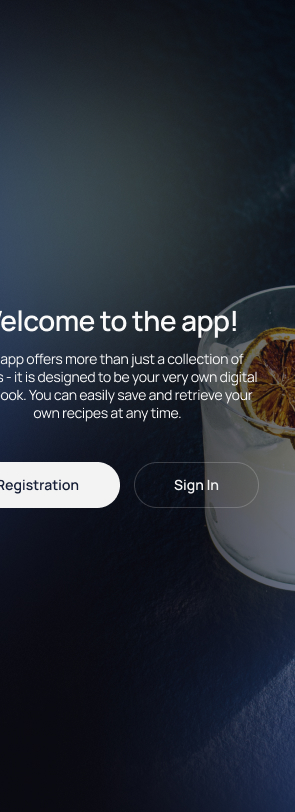 elcome to the app!
app offers more than just a collection of
s - it is designed to be your very own digital
ook. You can easily save and retrieve your
own recipes at any time.
Registration
Sign In